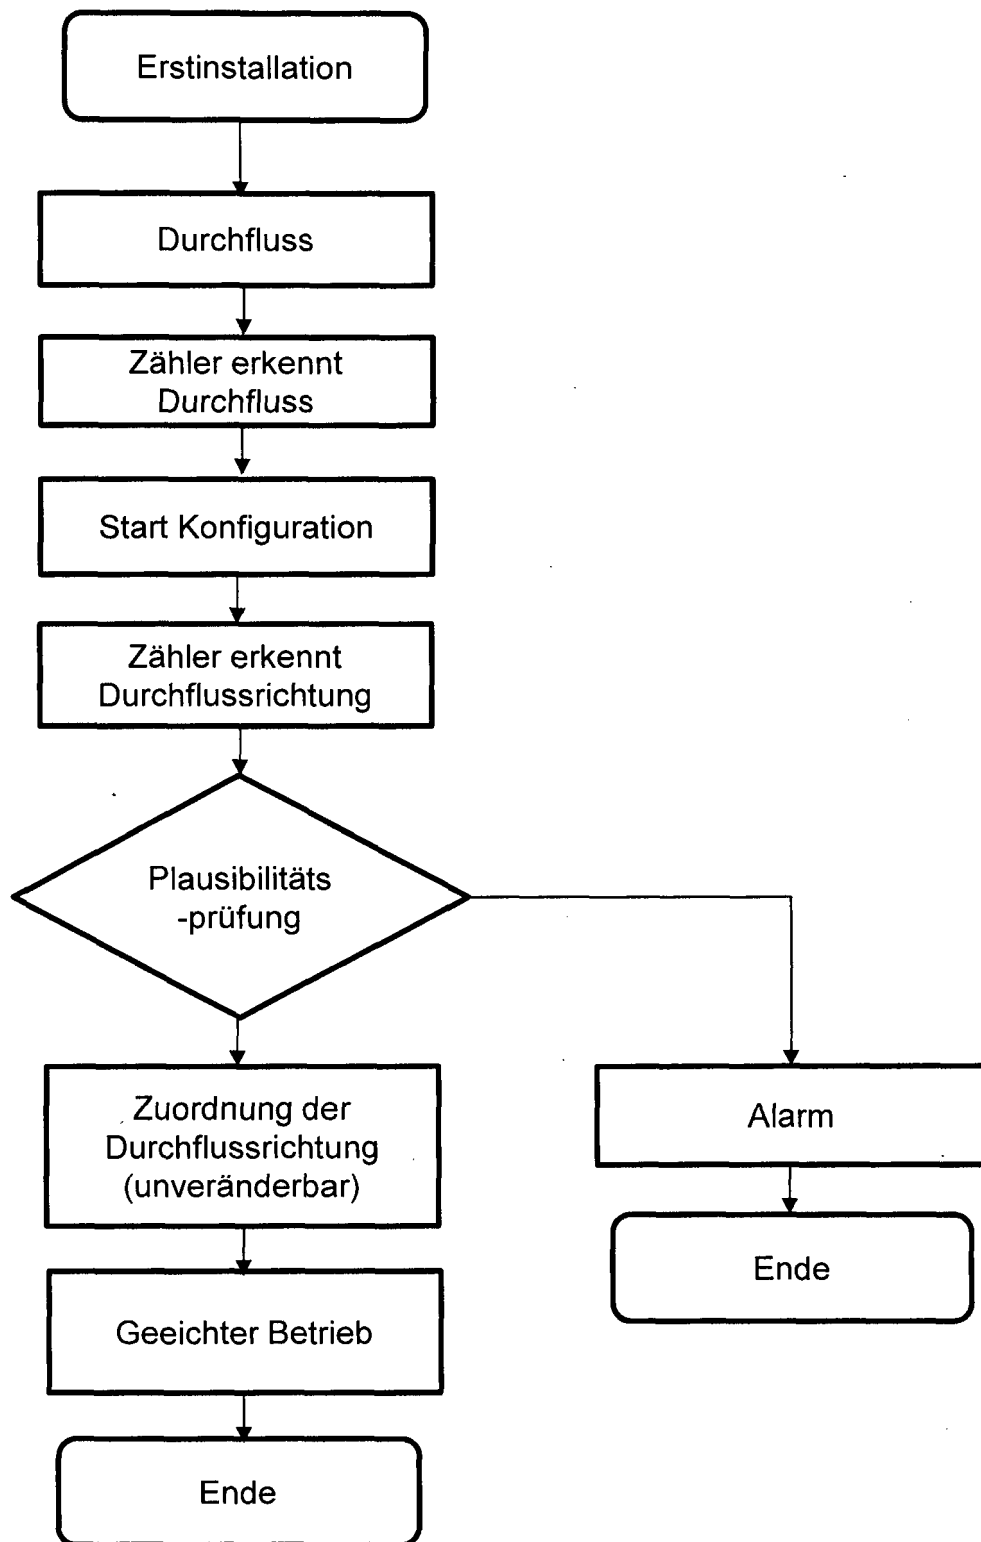 Erstinstallation
Durchfluss
Zähler erkennt
Durchfluss
Start Konfiguration
Zähler erkennt
Durchflussrichtung
Plausibilitäts
-prüfung
Zuordnung der
Durchflussrichtung
(unveränderbar)
Alarm
Ende
Geeichter Betrieb
Ende